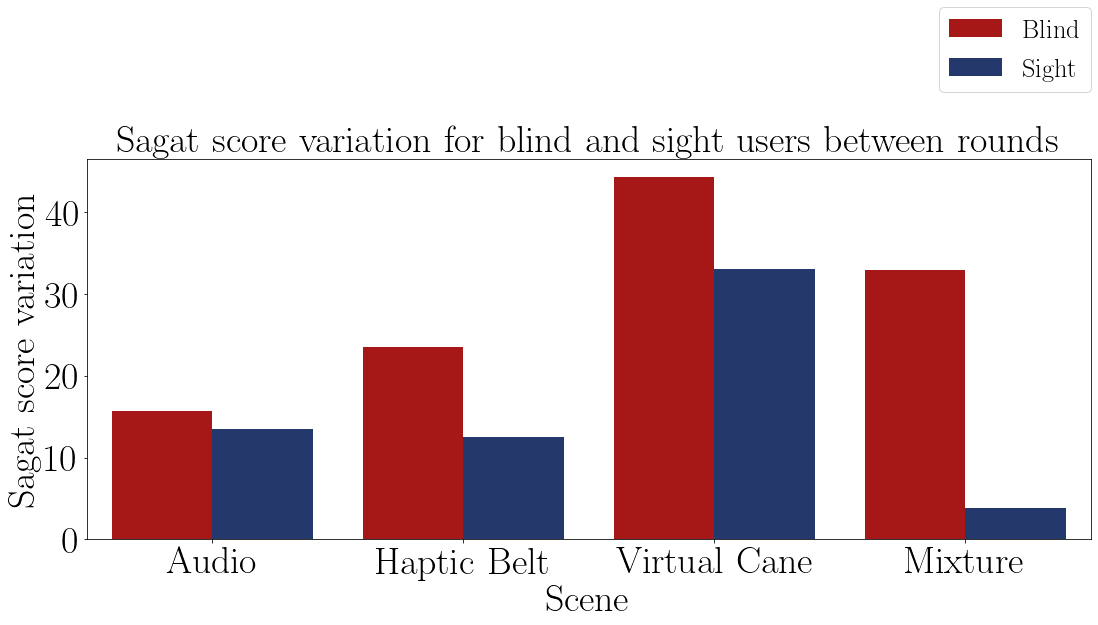 Blind
Sight
Sagat score variation for blind and sight users between rounds
Sagat score variation
40
30
20
10
0
Audio
Haptic Belt
Virtual Cane
Mixture
Scene